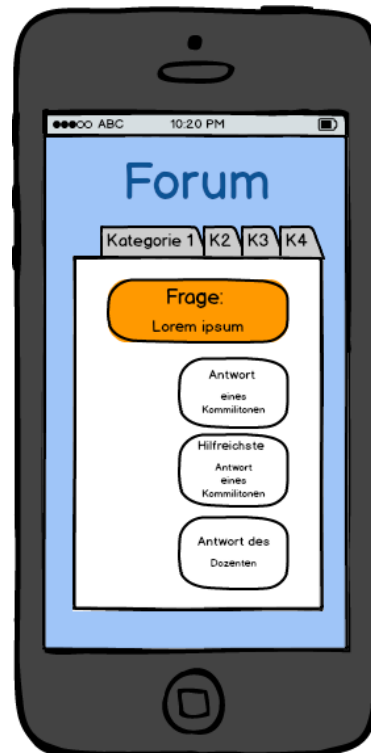 ABC 10:20 PM
Forum
Kategorie 1 K2 K3 K4
Frage:
Lorem ipsum
Antwort
eines
Kommilitonen
Hilfreichste
Antwort
eines
Kommilitonen
Antwort des
Dozenten